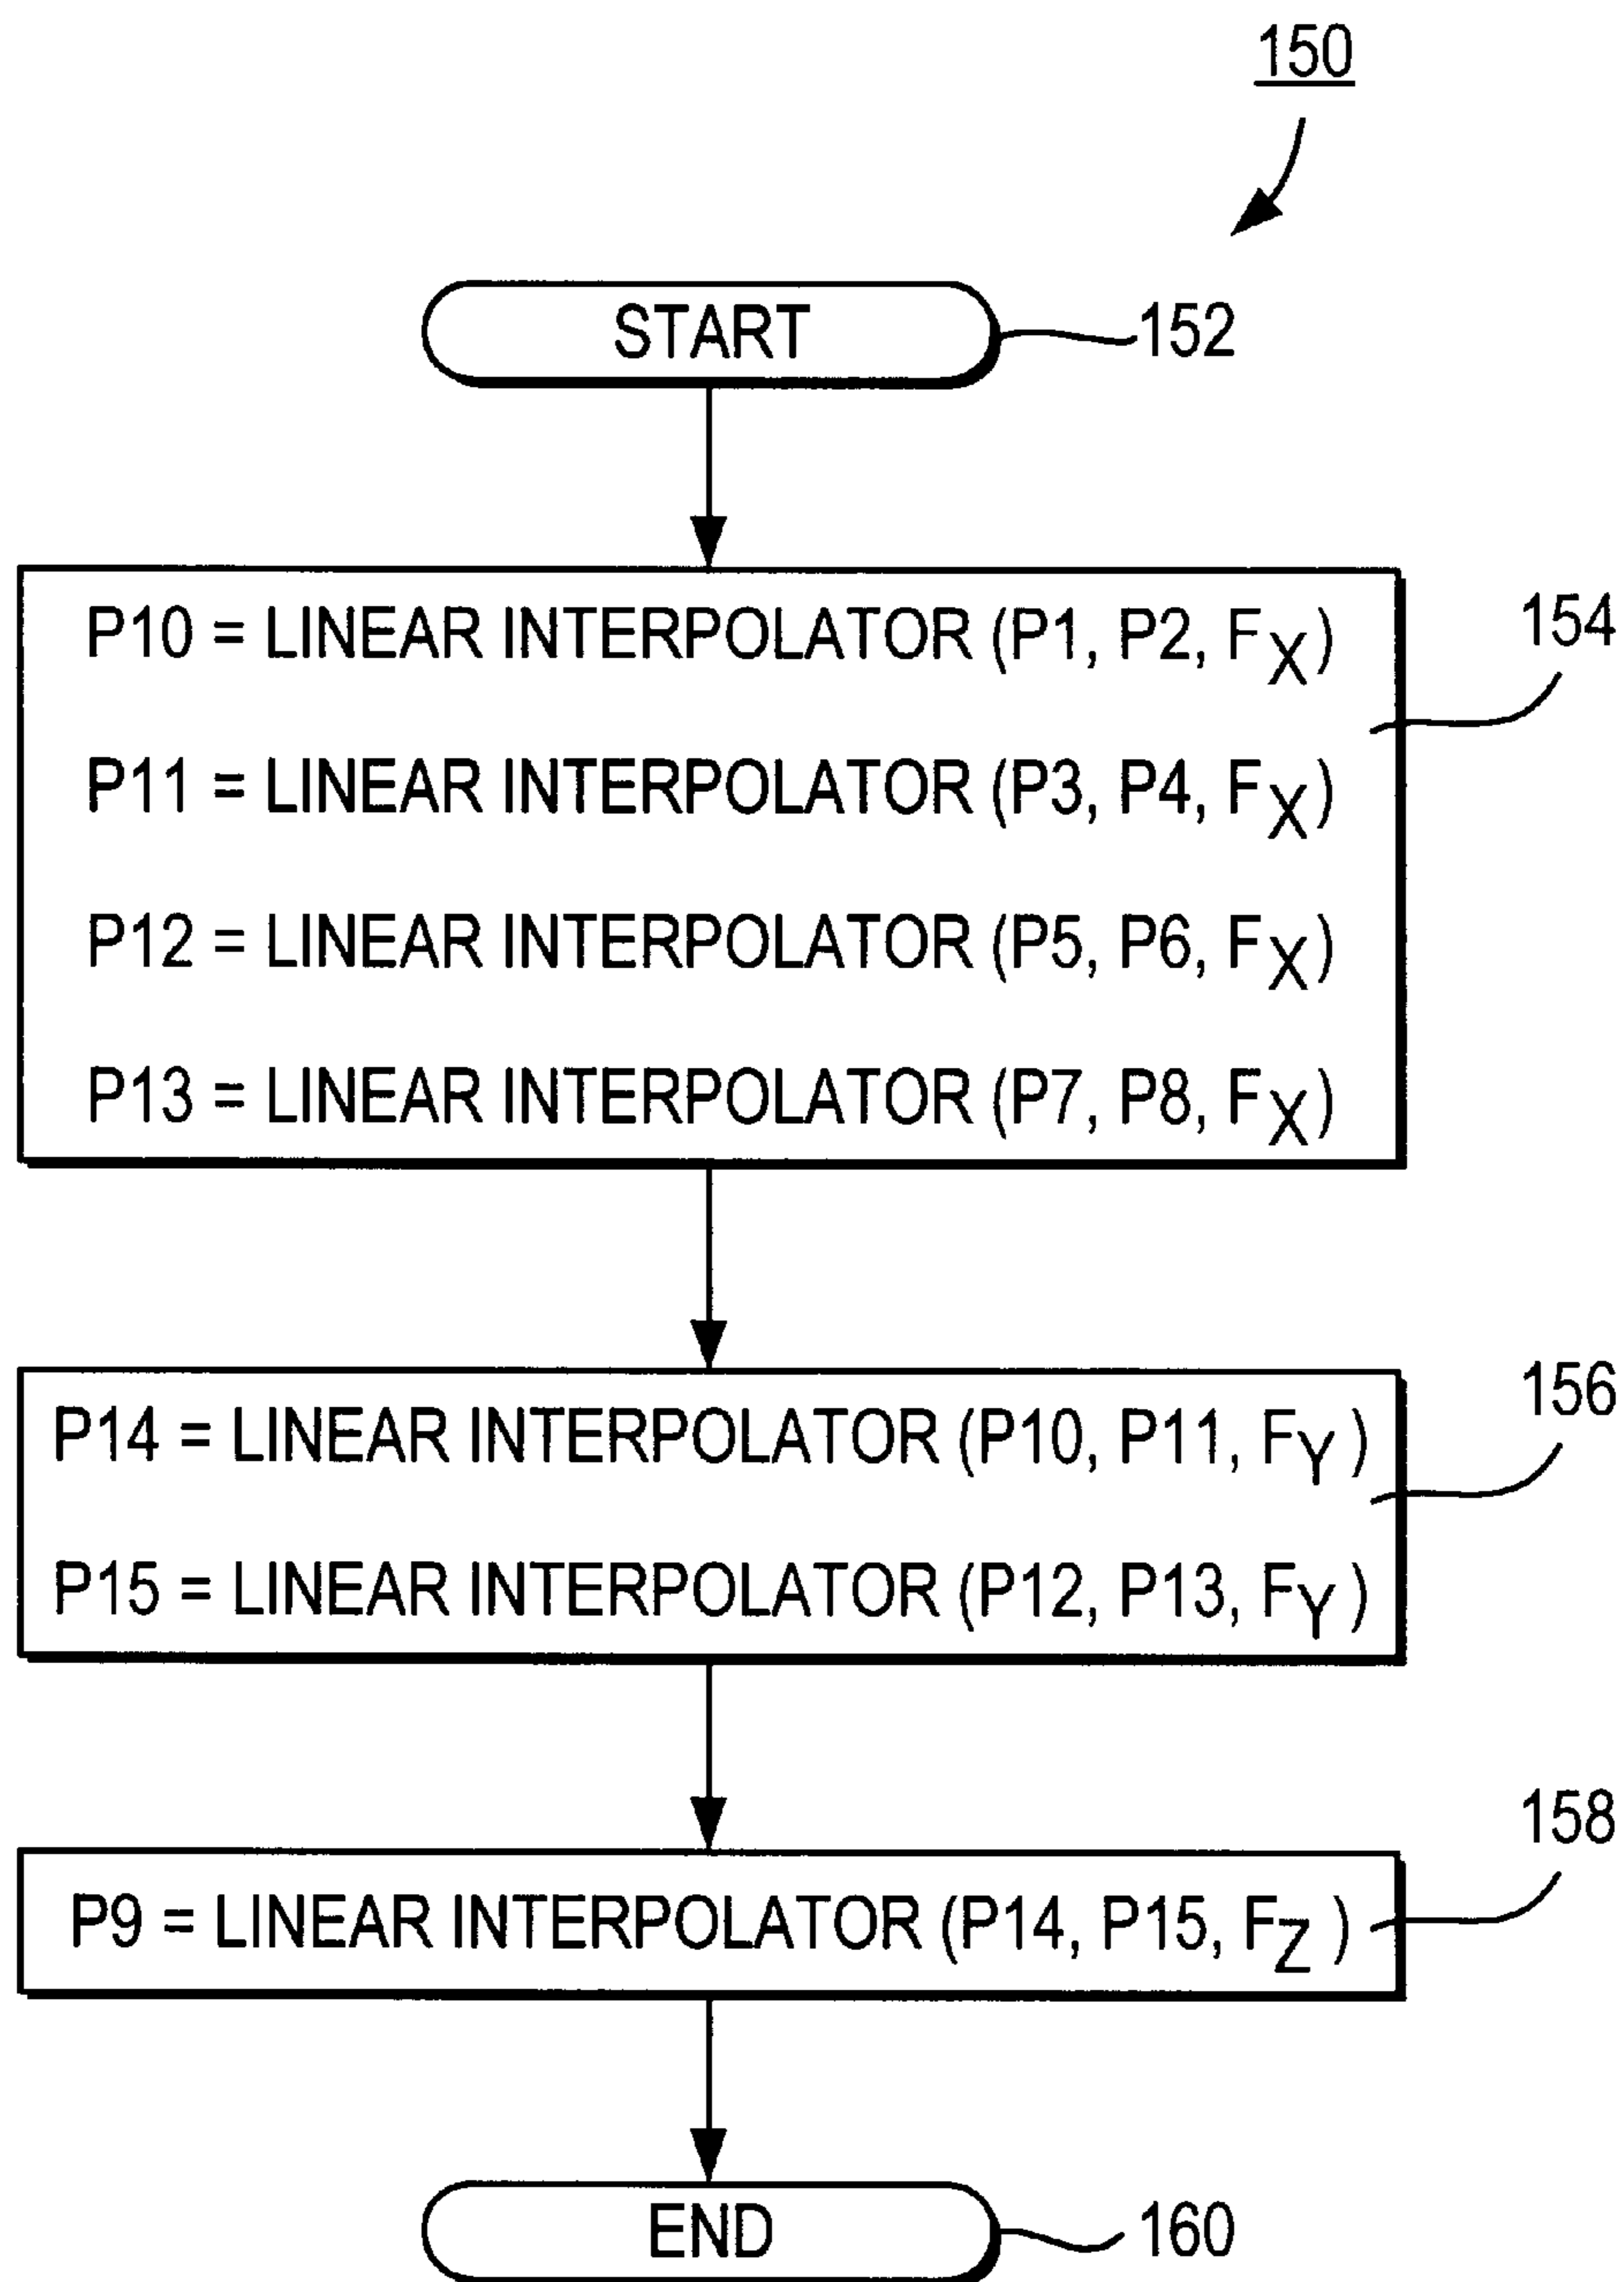 150
START
152
P10 = LINEAR INTERPOLATOR (P1, P2, FX)
154
P11 = LINEAR INTERPOLATOR (P3, P4, FX)
P12 = LINEAR INTERPOLATOR (P5, P6, FX)
P13 = LINEAR INTERPOLATOR (P7, P8, FX)
156
P14 = LINEAR INTERPOLATOR (P10, P11, FY)
P15 = LINEAR INTERPOLATOR (P12, P13, FY)
158
P9 = LINEAR INTERPOLATOR (P14, P15, FZ)
END
160